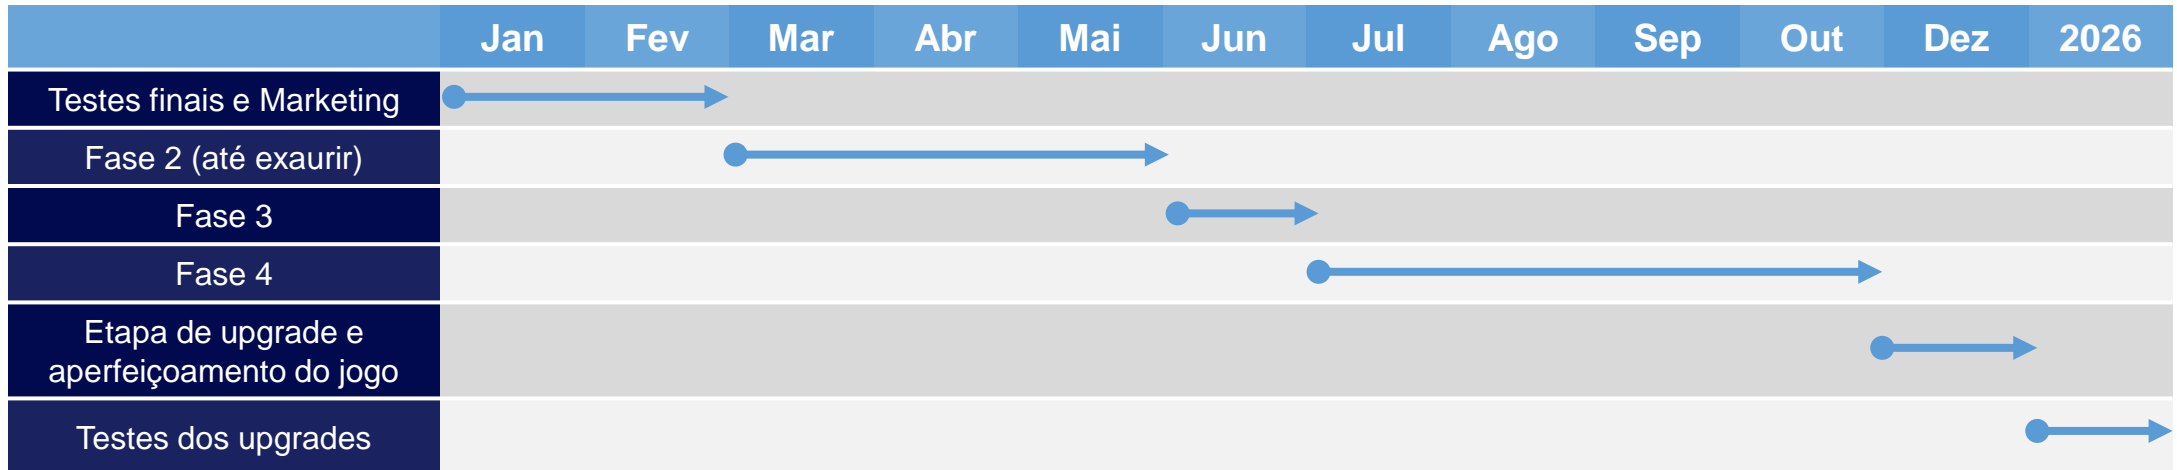 Jan Fev Mar Abr Mai Jun Jul Ago Sep Out Dez 2026
Testes finais e Marketing
Fase 2 (até exaurir)
Fase 3
Fase 4
Etapa de upgrade e
aperfeiçoamento do jogo
Testes dos upgrades